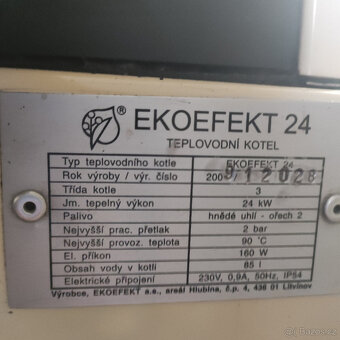 ®
EKOEFEKT 24
TEPLOVODNÍ KOTEL
Typ teplovodního kotle EKOEFEKT 24
Rok výroby / výr. číslo 2009/12028
Třída kotle 3
Jm. tepelný výkon 24 kW
Palivo hnědé uhlí - ořech 2
Nejvyšší prac. přetlak 2 bar
Nejvyšší provoz. teplota 90 °C
El. příkon 160 W
Obsah vody v kotli 85 l
Elektrické připojení 230V, 0,9A, 50Hz, IP54
Výrobce, EKOEFEKT a.s., areál Hlubina, č.p. 4, 436 01 Litvínov